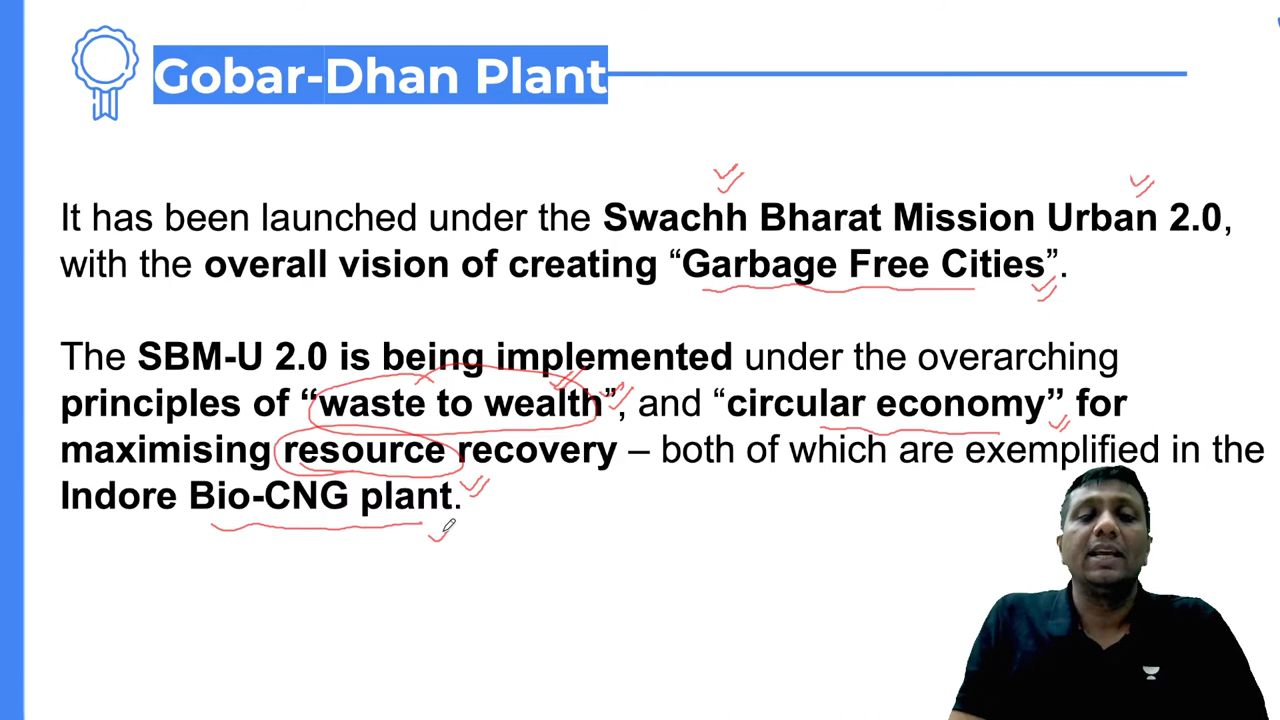 Gobar-Dhan Plant
It has been launched under the Swachh Bharat Mission Urban 2.0,
with the overall vision of creating “Garbage Free Cities”.
The SBM-U 2.0 is being implemented under the overarching
principles of “waste to wealth”, and “circular economy” for
maximising resource recovery – both of which are exemplified in the
Indore Bio-CNG plant.